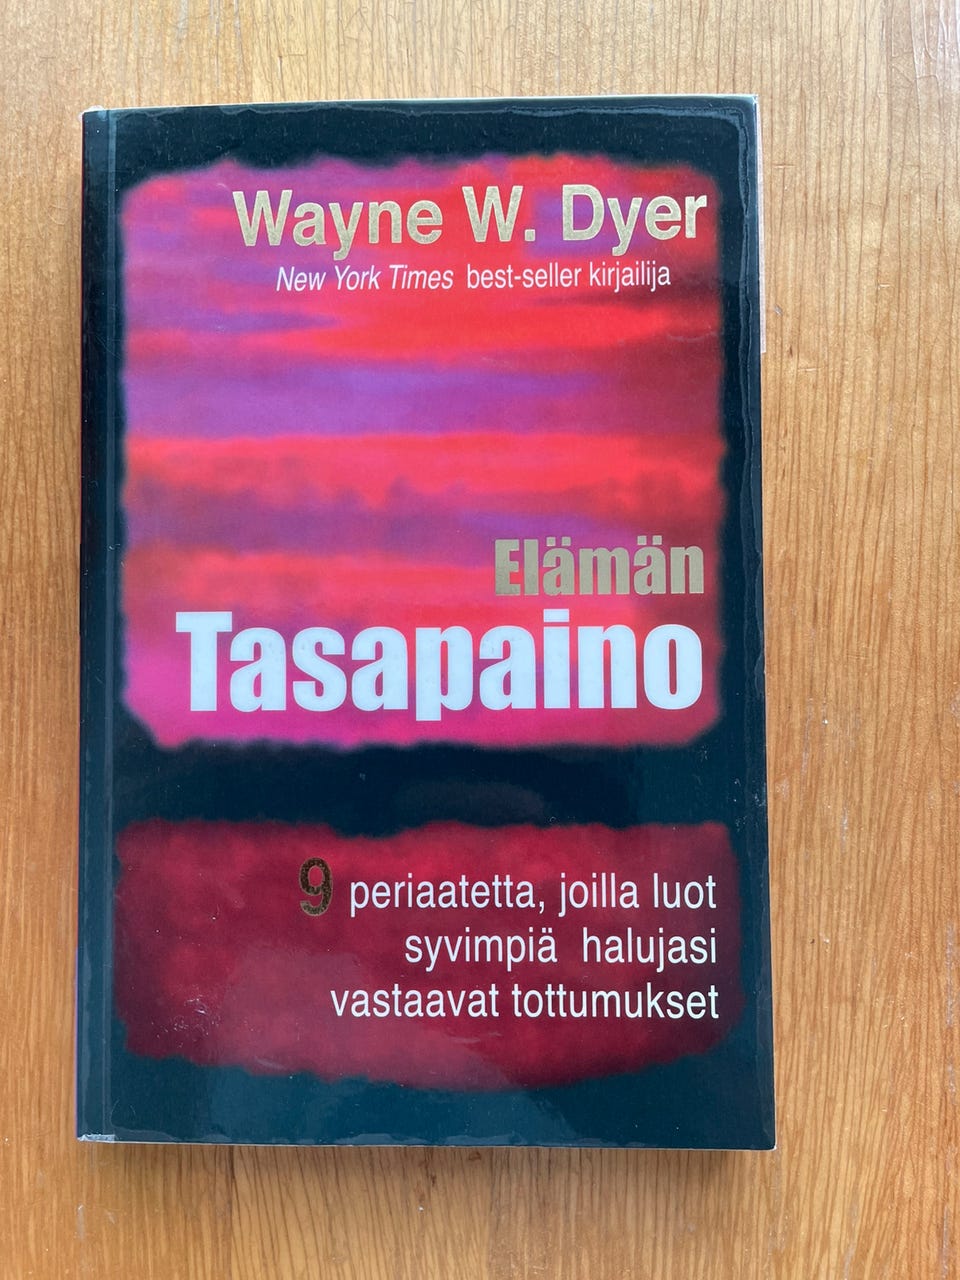 Wayne W. Dyer
New York Times best-seller kirjailija
Elämän
Tasapaino
9 periaatetta, joilla luot
syvimpiä halujasi
vastaavat tottumukset